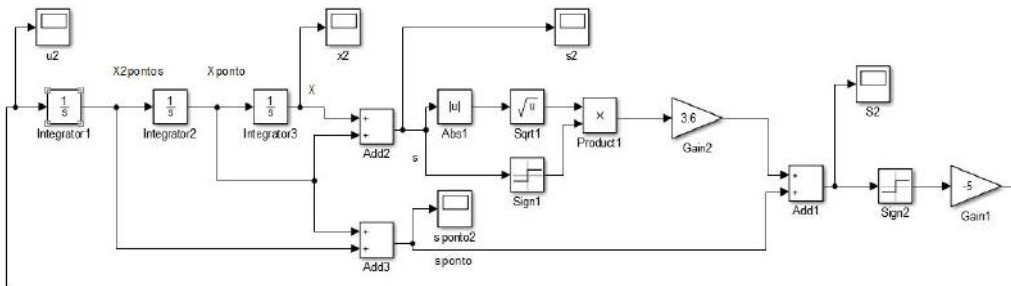 u2
x2
s2
X2pontos
Xponto
X
S2
1
s
Integrator1
1
s
Integrator2
1
s
Integrator3
+
+
Add2
s
|u|
Abs1
√u
Sqrt1
×
Product1
3.6
Gain2
Sign1
+
+
Add1
Sign2
-5
Gain1
+
+
Add3
s ponto2
sponto